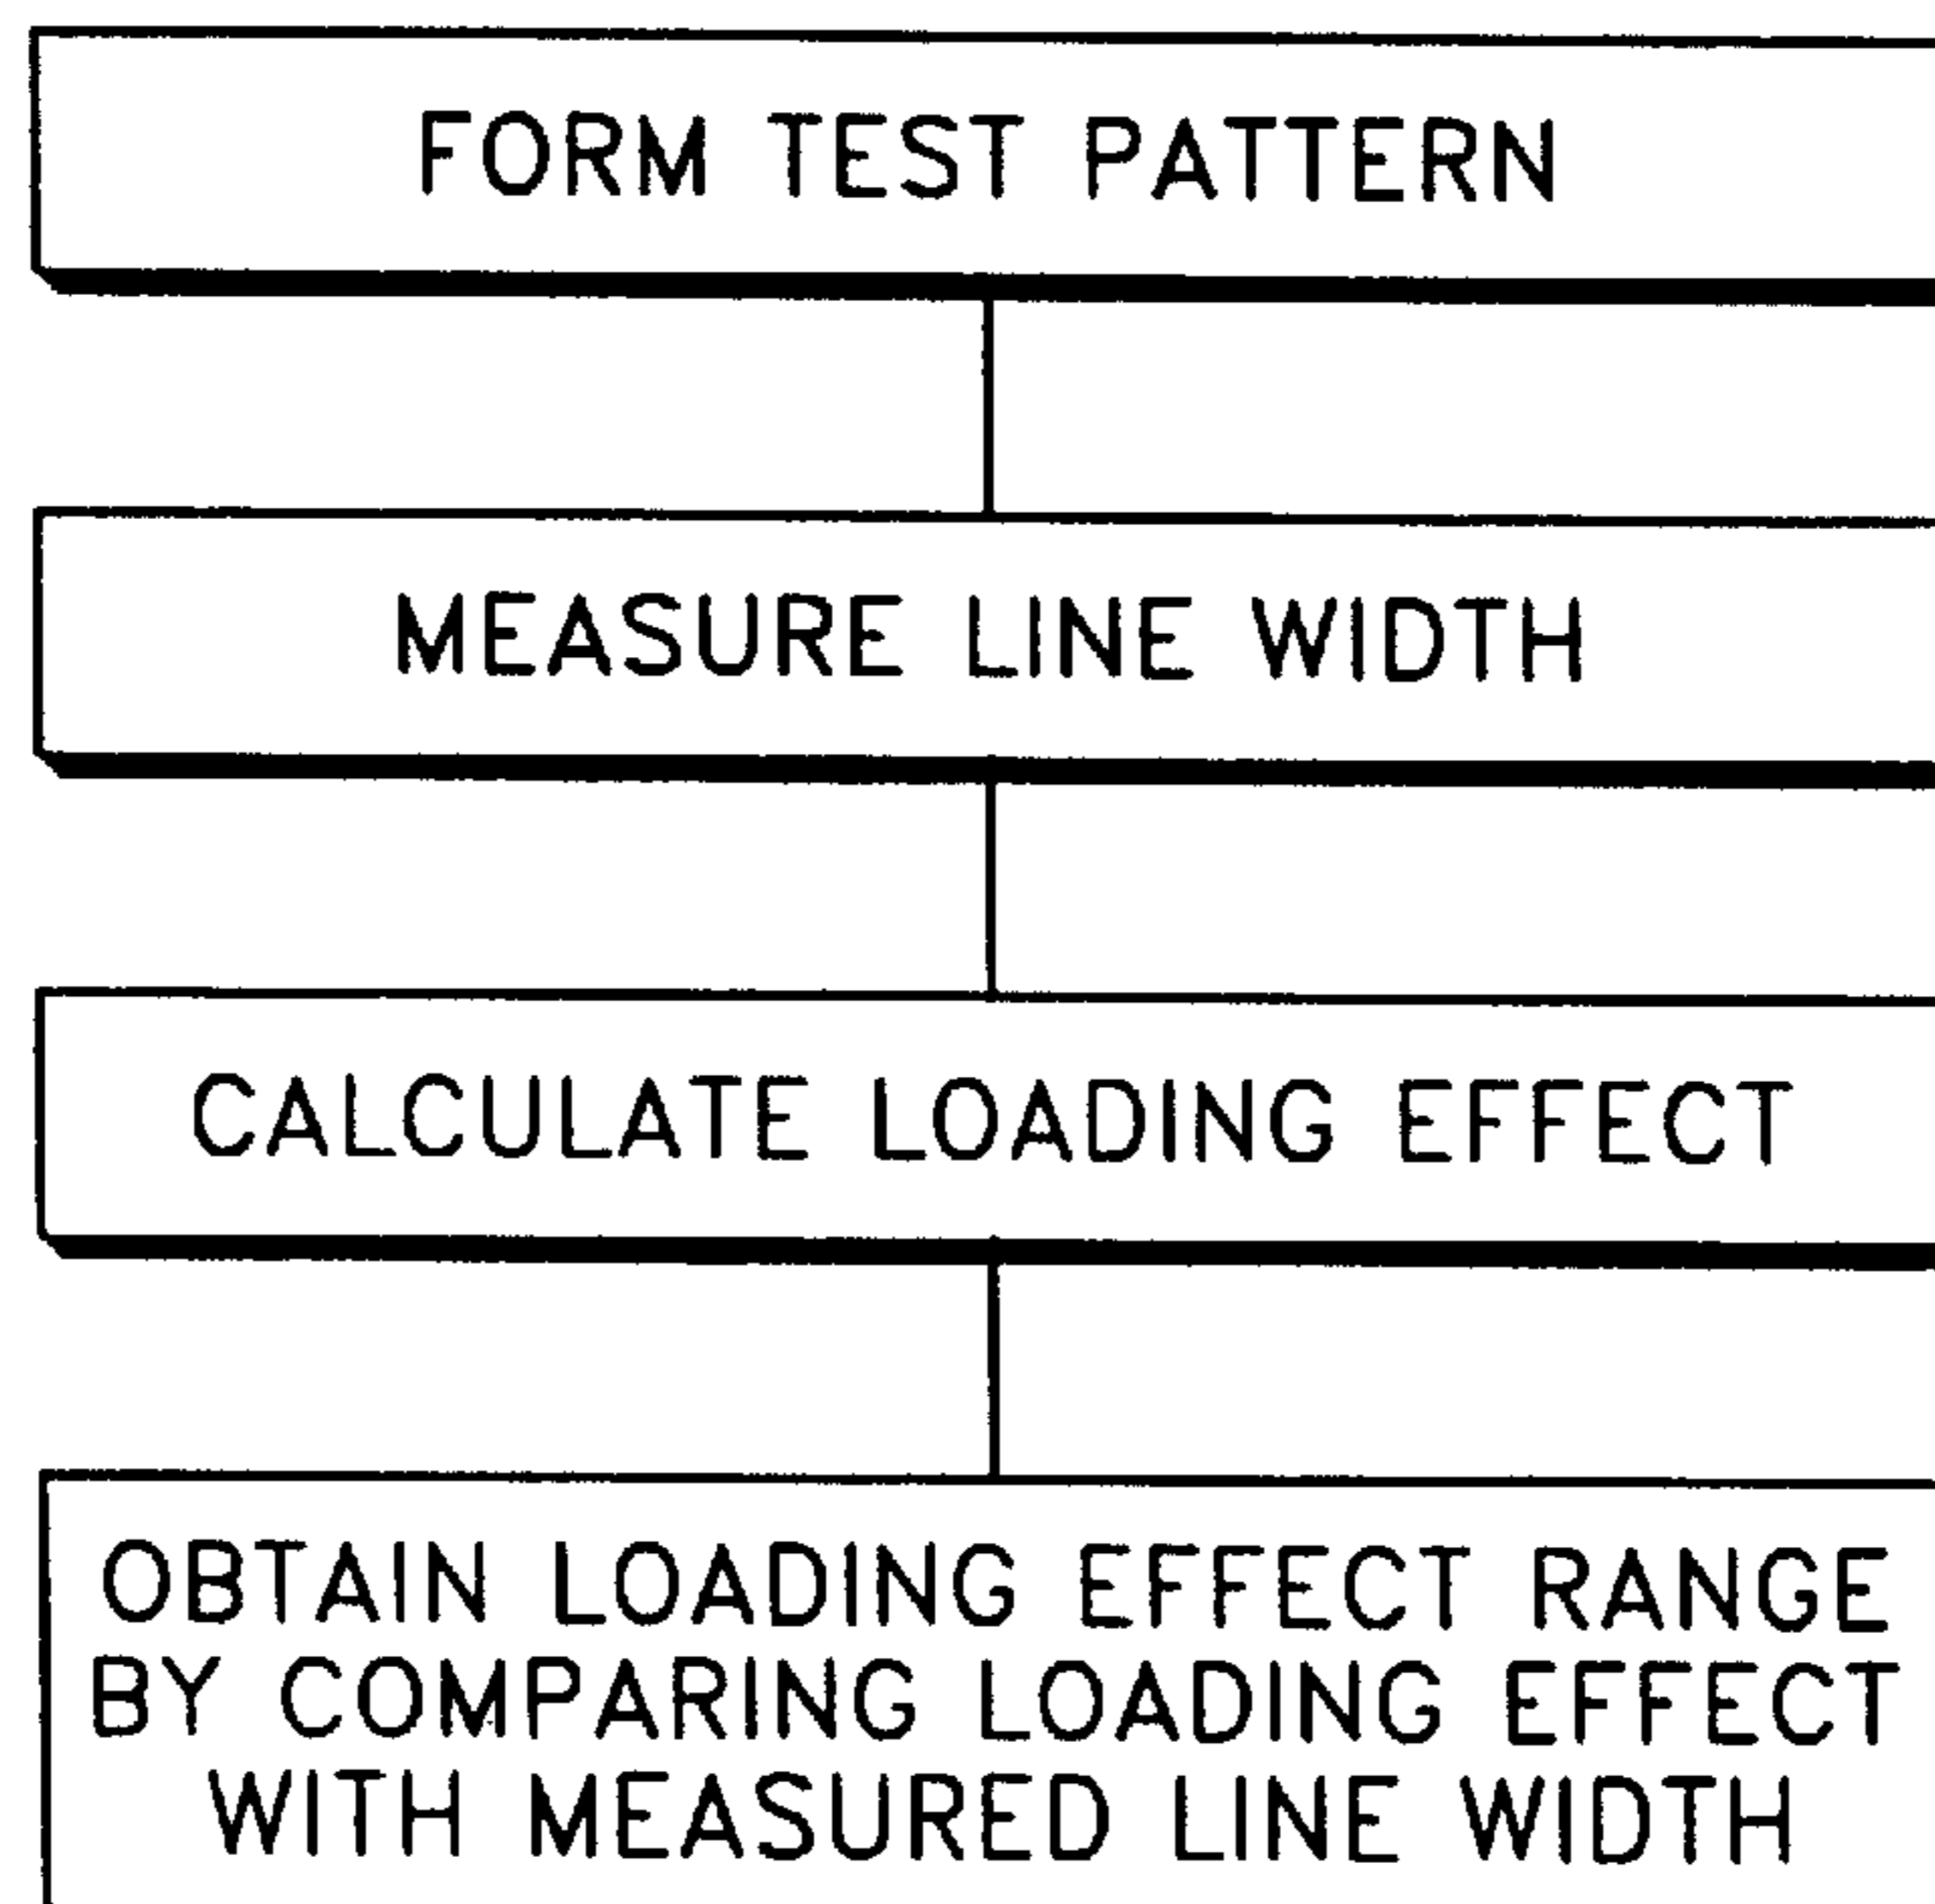 FORM TEST PATTERN
MEASURE LINE WIDTH
CALCULATE LOADING EFFECT
OBTAIN LOADING EFFECT RANGE
BY COMPARING LOADING EFFECT
WITH MEASURED LINE WIDTH